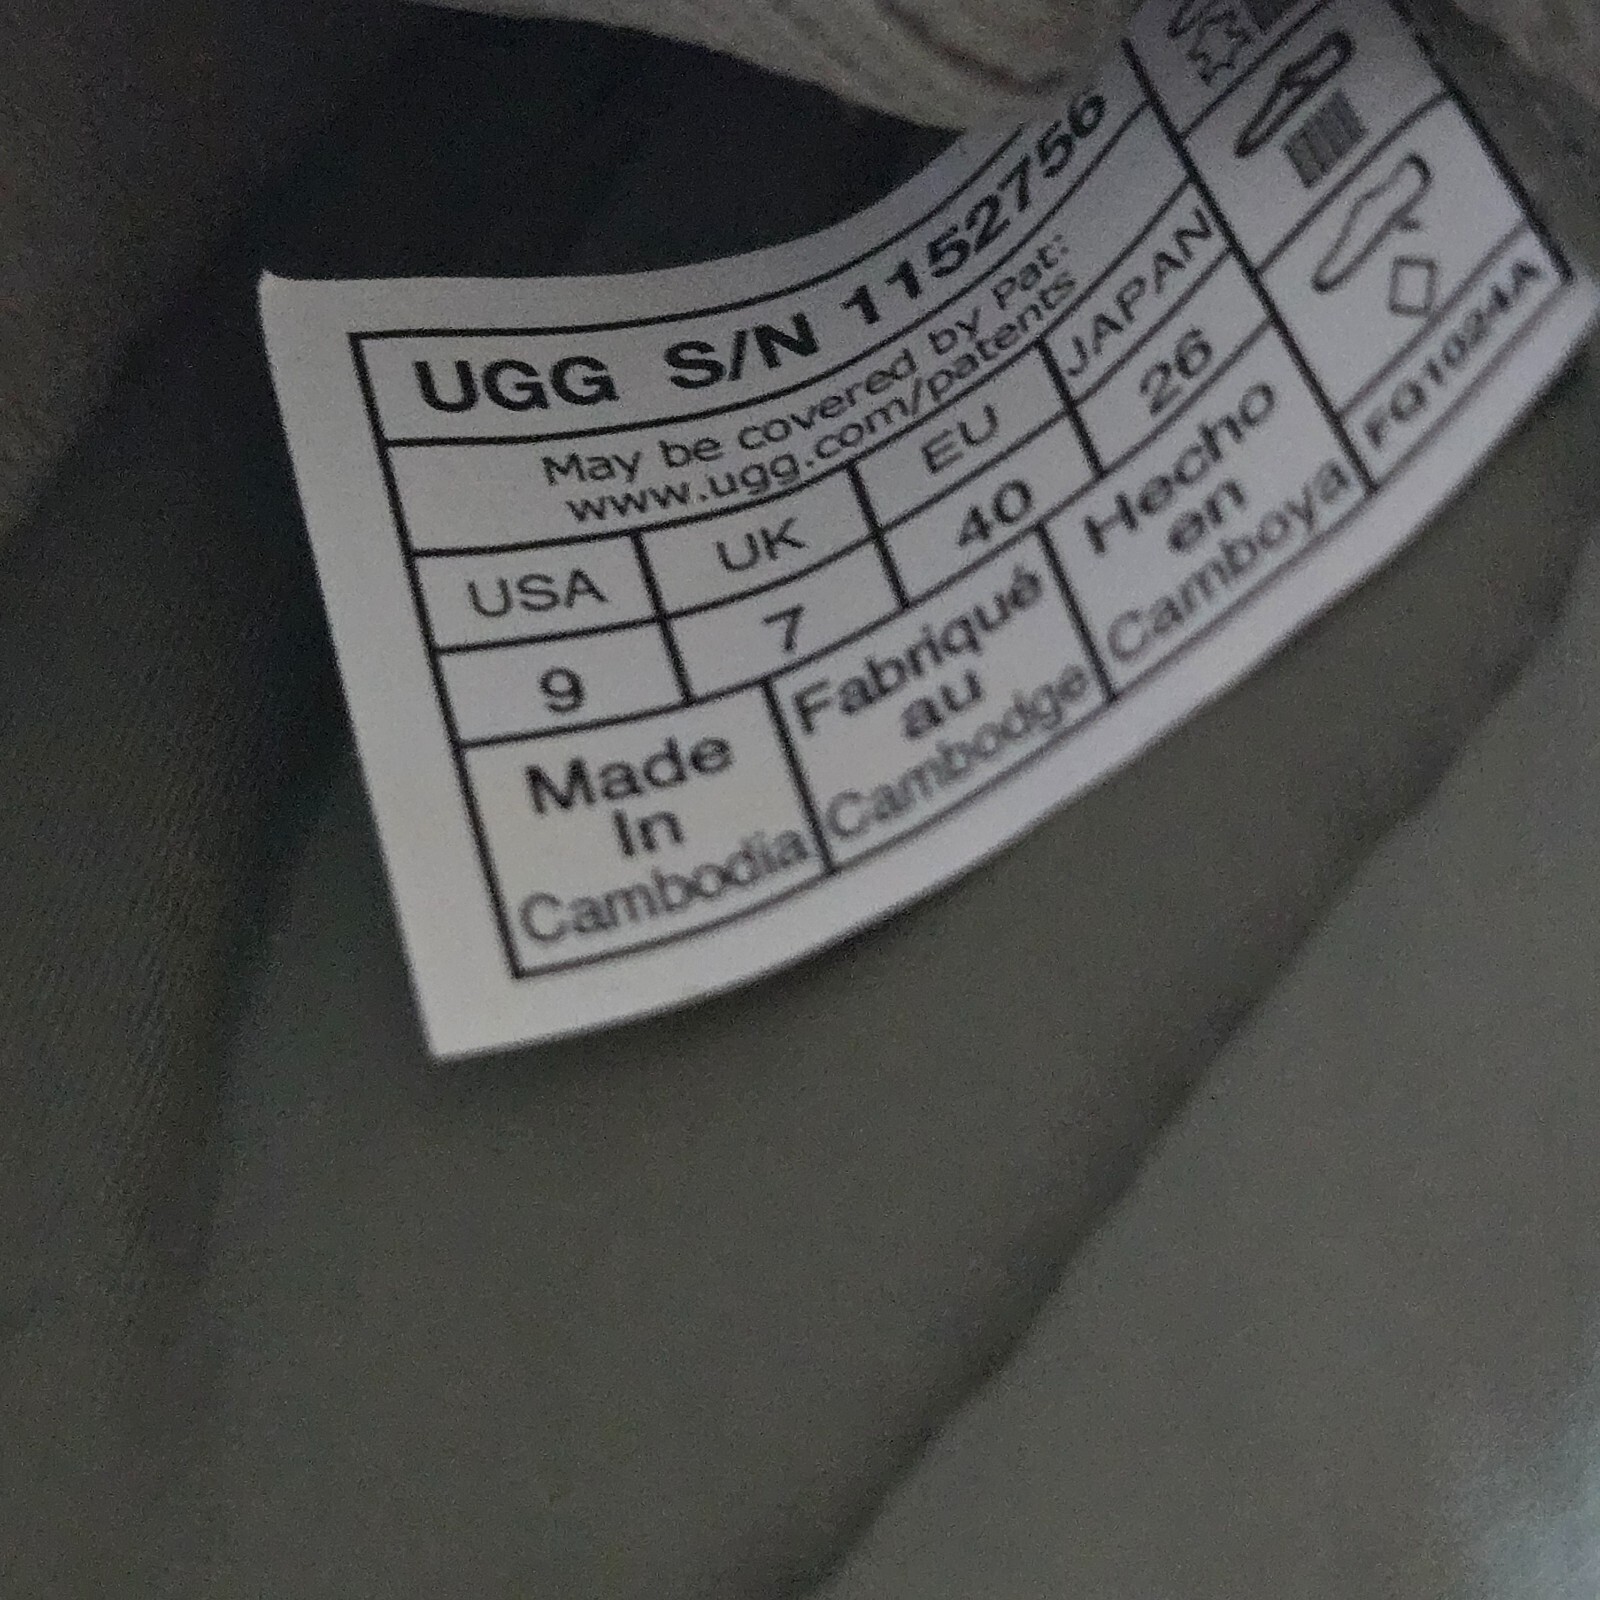 UGG S/N 1152756
May be covered by Pat:
www.ugg.com/patents
USA UK EU JAPAN
9 7 40 26
Made
In
Cambodia
Fabriqué
au
Cambodge
Hecho
en
Camboya
FQ1024A